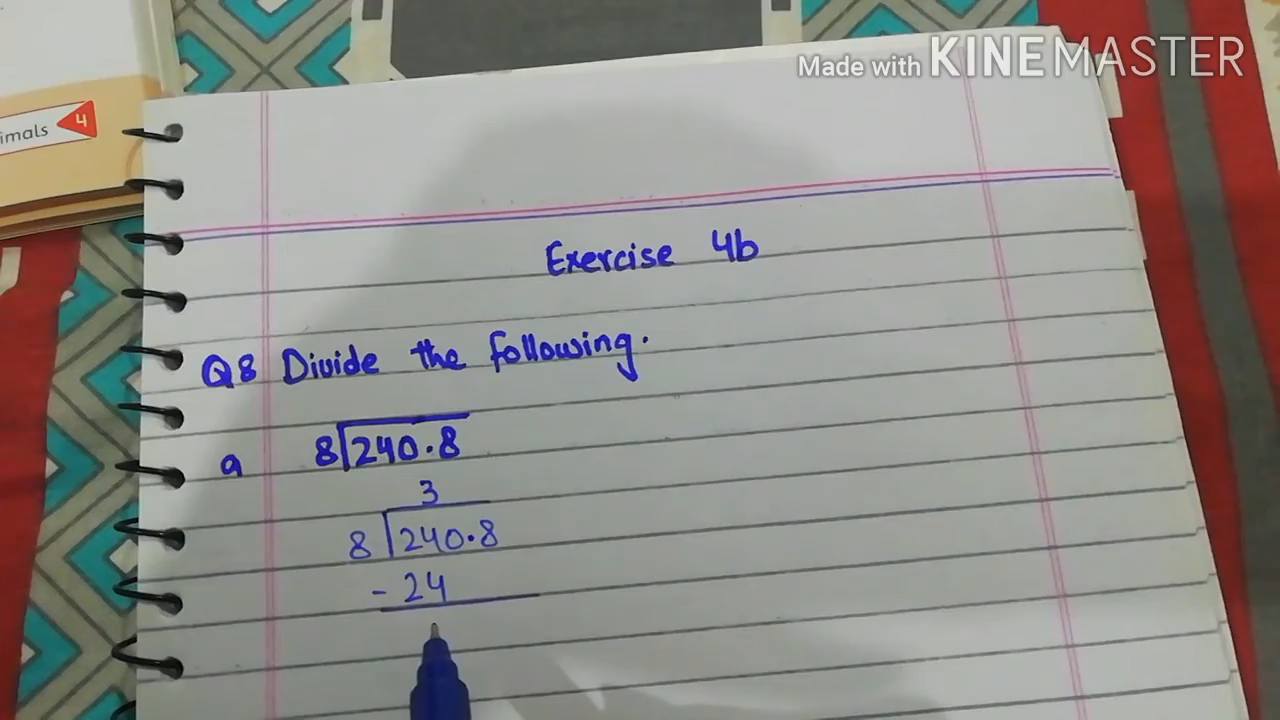 Made with KINEMASTER
imals 4
Exercise 4b
Q8 Divide the following.
a 8)240.8
3
8)240.8
- 24